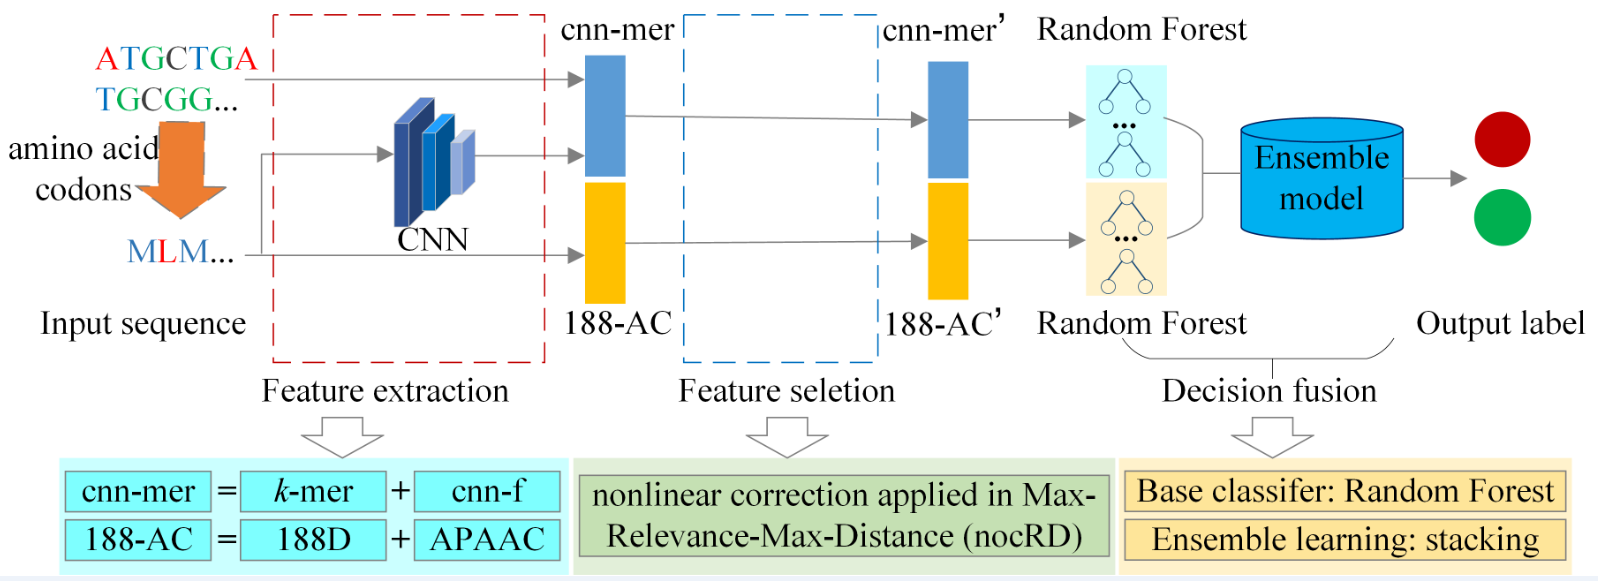 cnn-mer
cnn-mer’
Random Forest
ATGCTGA
TGCGG...
amino acid
codons
MLM...
CNN
...
...
Ensemble
model
Input sequence
188-AC
188-AC’
Random Forest
Output label
Feature extraction
Feature seletion
Decision fusion
cnn-mer = k-mer + cnn-f
188-AC = 188D + APAAC
nonlinear correction applied in Max-
Relevance-Max-Distance (nocRD)
Base classifer: Random Forest
Ensemble learning: stacking